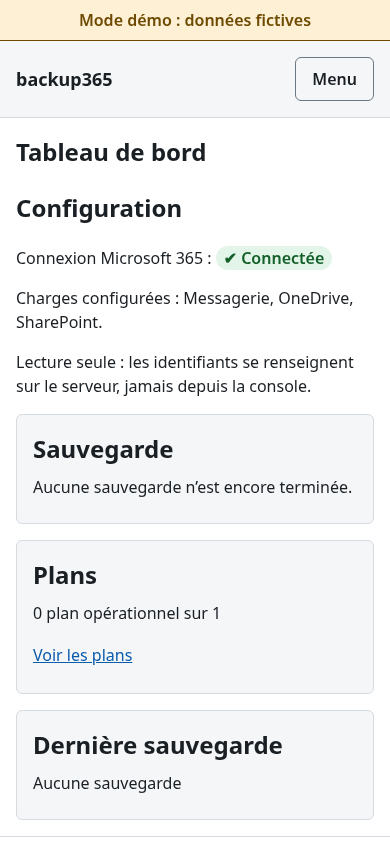 Mode démo : données fictives
backup365
Menu
Tableau de bord
Configuration
Connexion Microsoft 365 : ✔ Connectée
Charges configurées : Messagerie, OneDrive,
SharePoint.
Lecture seule : les identifiants se renseignent
sur le serveur, jamais depuis la console.
Sauvegarde
Aucune sauvegarde n’est encore terminée.
Plans
0 plan opérationnel sur 1
Voir les plans
Dernière sauvegarde
Aucune sauvegarde